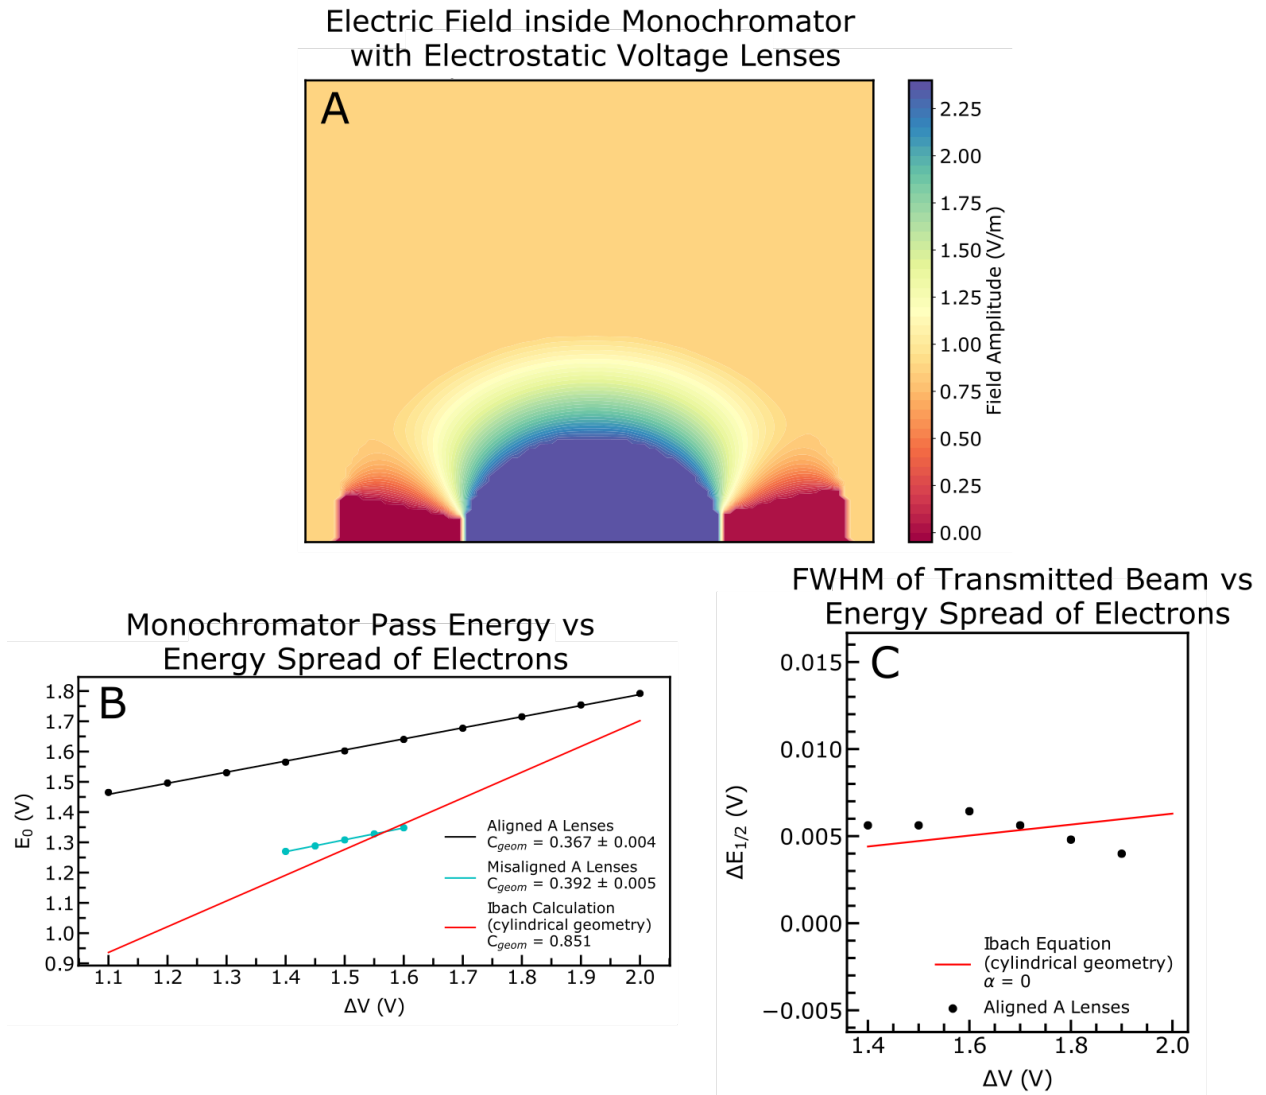 Electric Field inside Monochromator
with Electrostatic Voltage Lenses
A
2.25
2.00
1.75
1.50
1.25
1.00
0.75
0.50
0.25
0.00
Field Amplitude (V/m)
Monochromator Pass Energy vs
Energy Spread of Electrons
B
1.8
1.7
1.6
1.5
1.4
1.3
1.2
1.1
1.0
0.9
E₀ (V)
Aligned A Lenses
C_geom = 0.367 ± 0.004
Misaligned A Lenses
C_geom = 0.392 ± 0.005
Ibach Calculation
(cylindrical geometry)
C_geom = 0.851
1.1 1.2 1.3 1.4 1.5 1.6 1.7 1.8 1.9 2.0
ΔV (V)
FWHM of Transmitted Beam vs
Energy Spread of Electrons
C
0.015
0.010
0.005
0.000
−0.005
ΔE₁/₂ (V)
Ibach Equation
(cylindrical geometry)
α = 0
Aligned A Lenses
1.4 1.6 1.8 2.0
ΔV (V)